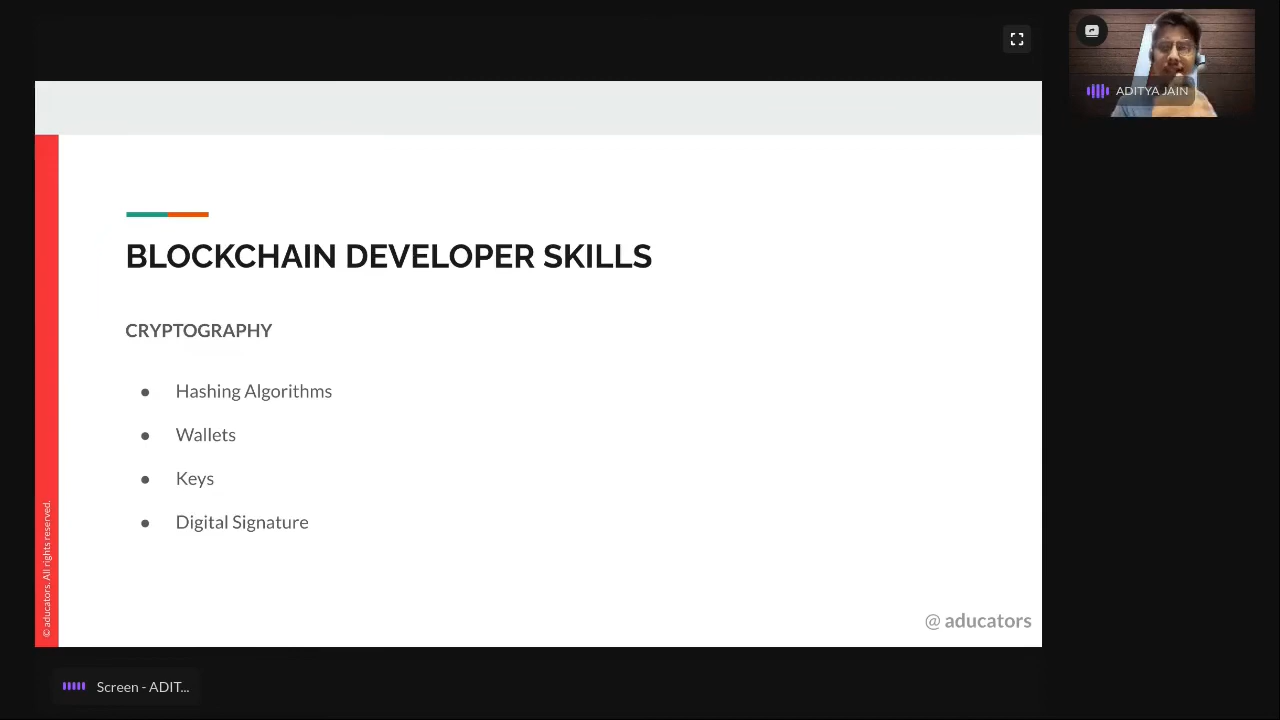 ADITYA JAIN
BLOCKCHAIN DEVELOPER SKILLS
CRYPTOGRAPHY
● Hashing Algorithms
● Wallets
● Keys
● Digital Signature
© aducators. All rights reserved.
@ aducators
Screen - ADIT...